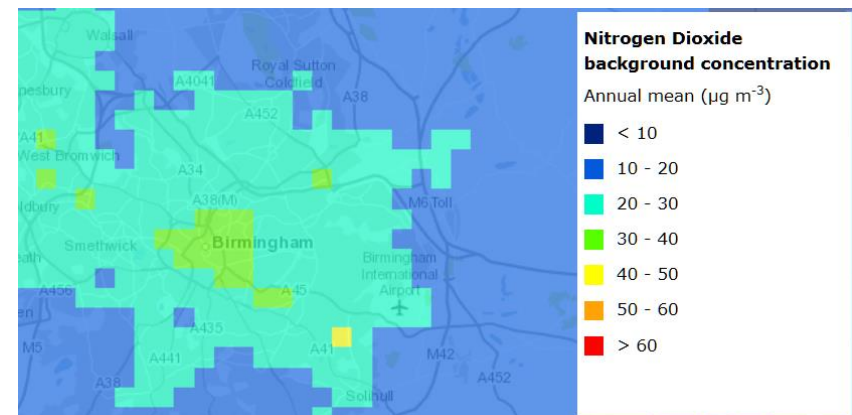 Walsall
Royal Sutton
Coldfield
A4041
A38
A452
A41
West Bromwich
A34
A38(M)
M6 Toll
Smethwick
Birmingham
Birmingham
International
Airport
A456
A45
A435
M5
A441
A41
M42
A38
A452
Solihull
Nitrogen Dioxide
background concentration
Annual mean (µg m-3)
< 10
10 - 20
20 - 30
30 - 40
40 - 50
50 - 60
> 60